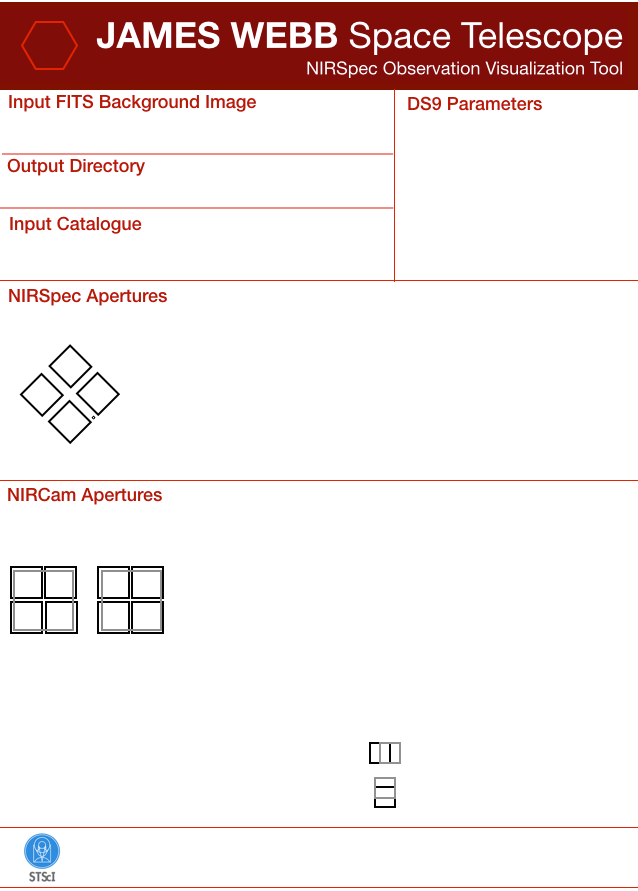 JAMES WEBB Space Telescope
NIRSpec Observation Visualization Tool
Input FITS Background Image
DS9 Parameters
Output Directory
Input Catalogue
NIRSpec Apertures
NIRCam Apertures
STScI